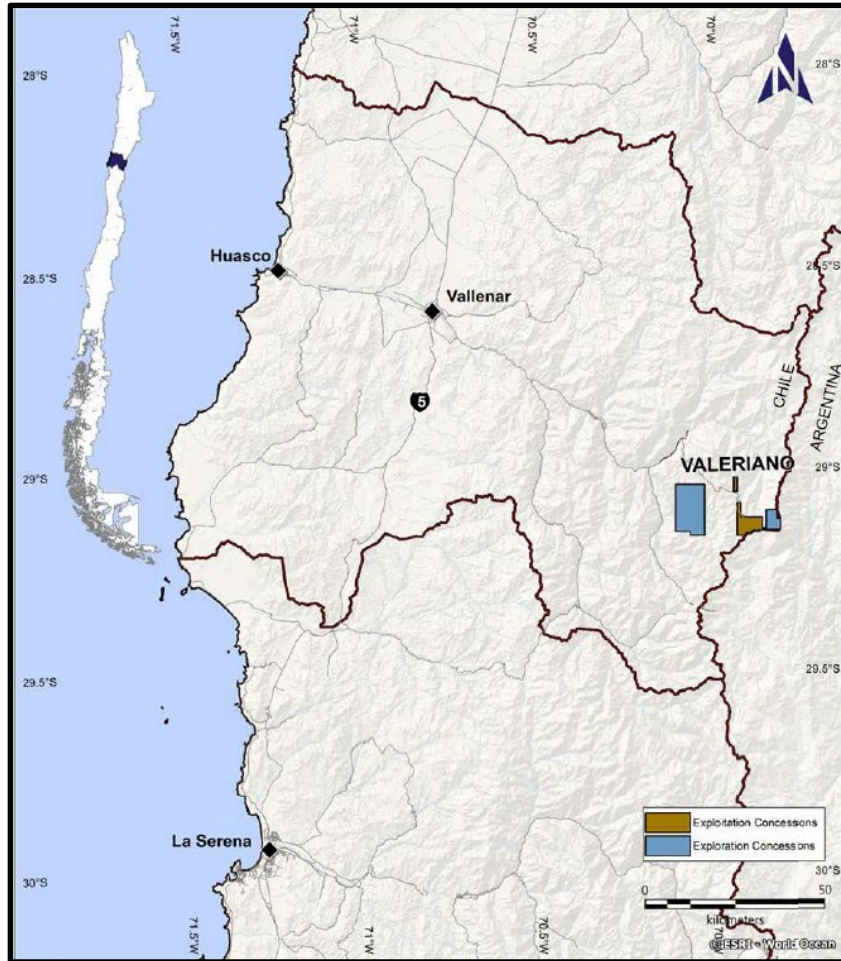 71.5°W
71°W
70.5°W
70°W
28°S
28.5°S
28.5°S
Huasco
Vallenar
5
CHILE
ARGENTINA
29°S
29°S
VALERIANO
29.5°S
29.5°S
La Serena
Exploitation Concessions
Exploration Concessions
30°S
30°S
0
50
kilometers
71.5°W
71°W
70.5°W
70°W
©ESRI - World Ocean
N